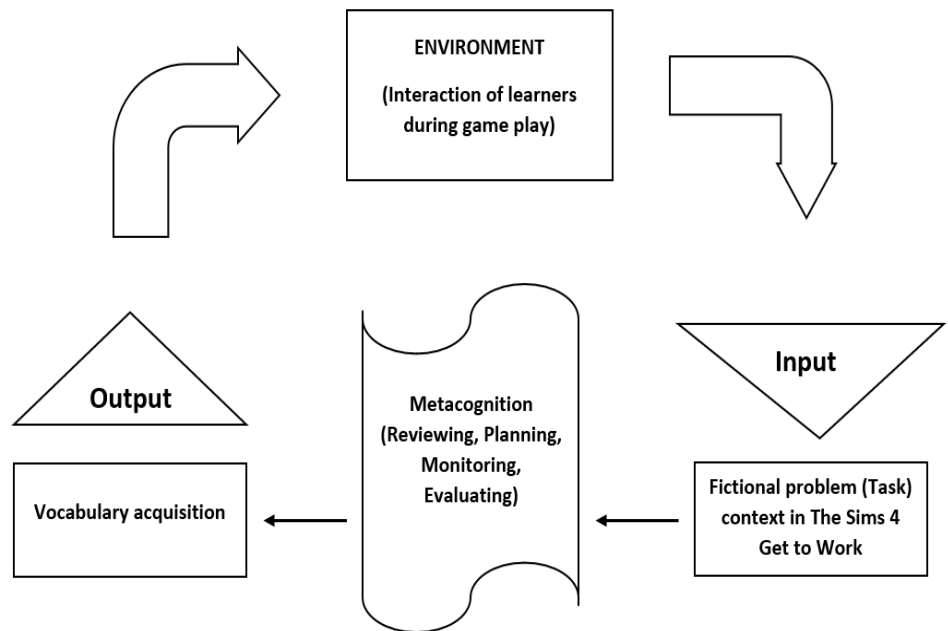 ENVIRONMENT
(Interaction of learners
during game play)
Input
Fictional problem (Task)
context in The Sims 4
Get to Work
Metacognition
(Reviewing, Planning,
Monitoring,
Evaluating)
Output
Vocabulary acquisition